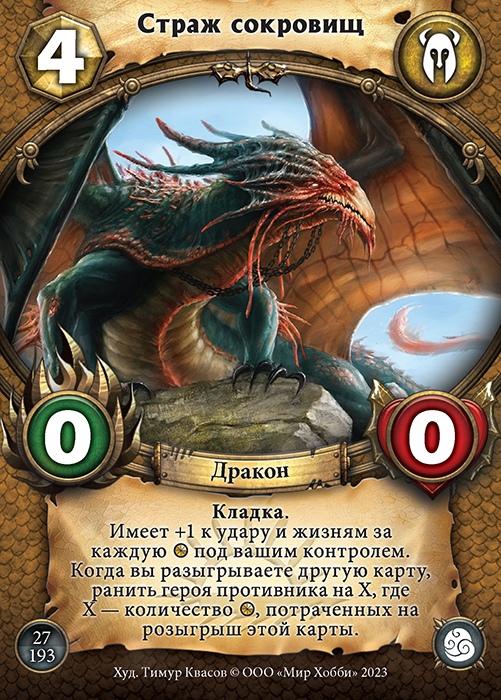 Страж сокровищ
4
0
0
Дракон
Кладка.
Имеет +1 к удару и жизням за
каждую под вашим контролем.
Когда вы разыгрываете другую карту,
ранить героя противника на X, где
X — количество , потраченных на
розыгрыш этой карты.
27
193
Худ. Тимур Квасов © ООО «Мир Хобби» 2023